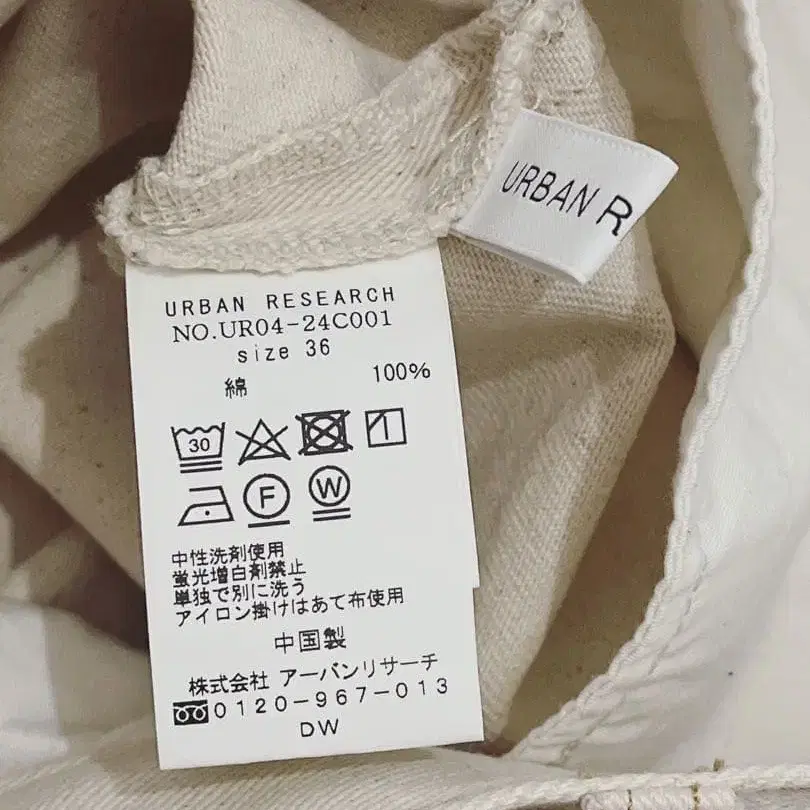 URBAN R
URBAN RESEARCH
NO.UR04-24C001
size 36
綿 100%
30
F W
中性洗剤使用
蛍光増白剤禁止
単独で別に洗う
アイロン掛けはあて布使用
中国製
株式会社 アーバンリサーチ
0120-967-013
DW